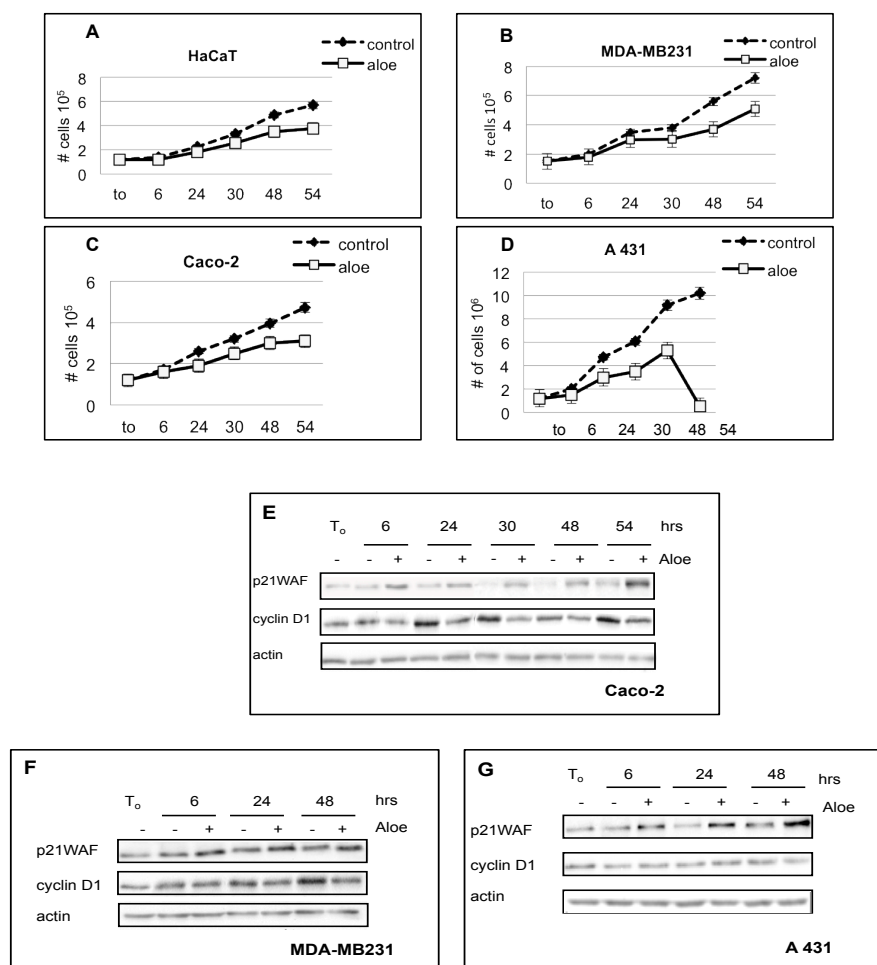 A
HaCaT
control
aloe
# cells 10⁵
8
6
4
2
0
to 6 24 30 48 54
B
MDA-MB231
control
aloe
# cells 10⁵
8
6
4
2
0
to 6 24 30 48 54
C
Caco-2
control
aloe
# cells 10⁵
6
4
2
0
to 6 24 30 48 54
D
A 431
control
aloe
# of cells 10⁶
12
10
8
6
4
2
0
to 6 24 30 48 54
E
Tₒ 6 24 30 48 54 hrs
- - + - + - + - + - + Aloe
p21WAF
cyclin D1
actin
Caco-2
F
Tₒ 6 24 48 hrs
- - + - + - + Aloe
p21WAF
cyclin D1
actin
MDA-MB231
G
Tₒ 6 24 48 hrs
- - + - + - + Aloe
p21WAF
cyclin D1
actin
A 431